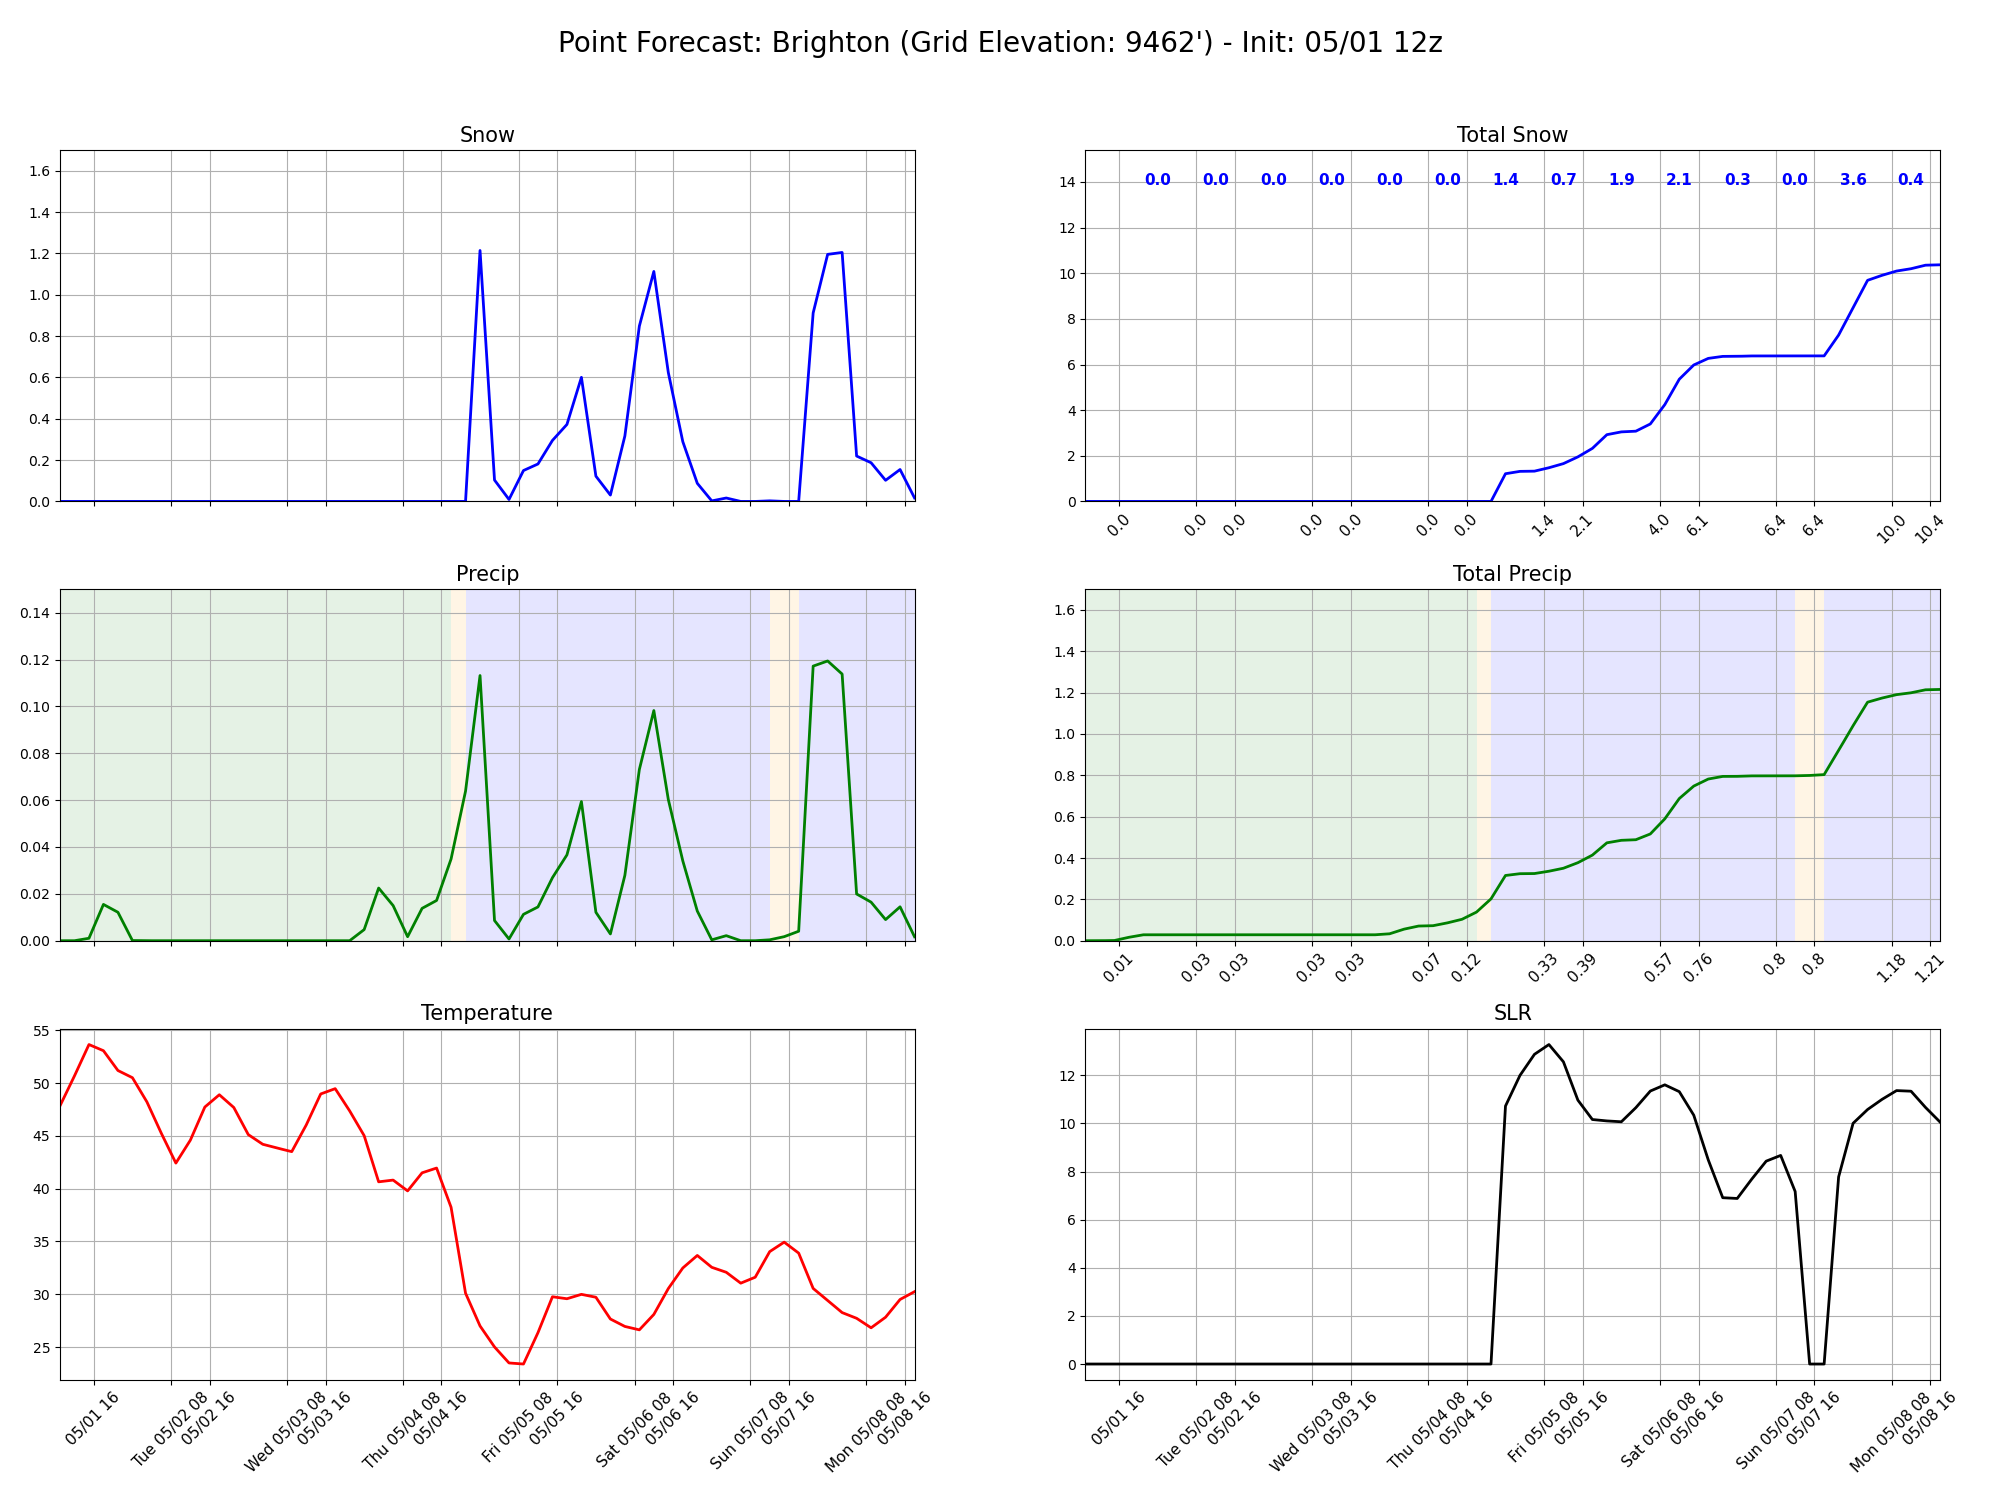 Point Forecast: Brighton (Grid Elevation: 9462') - Init: 05/01 12z
Snow
1.6
1.4
1.2
1.0
0.8
0.6
0.4
0.2
0.0
Total Snow
14
12
10
8
6
4
2
0
0.0 0.0 0.0 0.0 0.0 0.0 1.4 0.7 1.9 2.1 0.3 0.0 3.6 0.4
0.0 0.0 0.0 0.0 0.0 0.0 0.0 1.4 2.1 4.0 6.1 6.4 6.4 10.0 10.4
Precip
0.14
0.12
0.10
0.08
0.06
0.04
0.02
0.00
Total Precip
1.6
1.4
1.2
1.0
0.8
0.6
0.4
0.2
0.0
0.01 0.03 0.03 0.03 0.03 0.07 0.12 0.33 0.39 0.57 0.76 0.8 0.8 1.18 1.21
Temperature
55
50
45
40
35
30
25
05/01 16
Tue 05/02 08
05/02 16
Wed 05/03 08
05/03 16
Thu 05/04 08
05/04 16
Fri 05/05 08
05/05 16
Sat 05/06 08
05/06 16
Sun 05/07 08
05/07 16
Mon 05/08 08
05/08 16
SLR
12
10
8
6
4
2
0
05/01 16
Tue 05/02 08
05/02 16
Wed 05/03 08
05/03 16
Thu 05/04 08
05/04 16
Fri 05/05 08
05/05 16
Sat 05/06 08
05/06 16
Sun 05/07 08
05/07 16
Mon 05/08 08
05/08 16